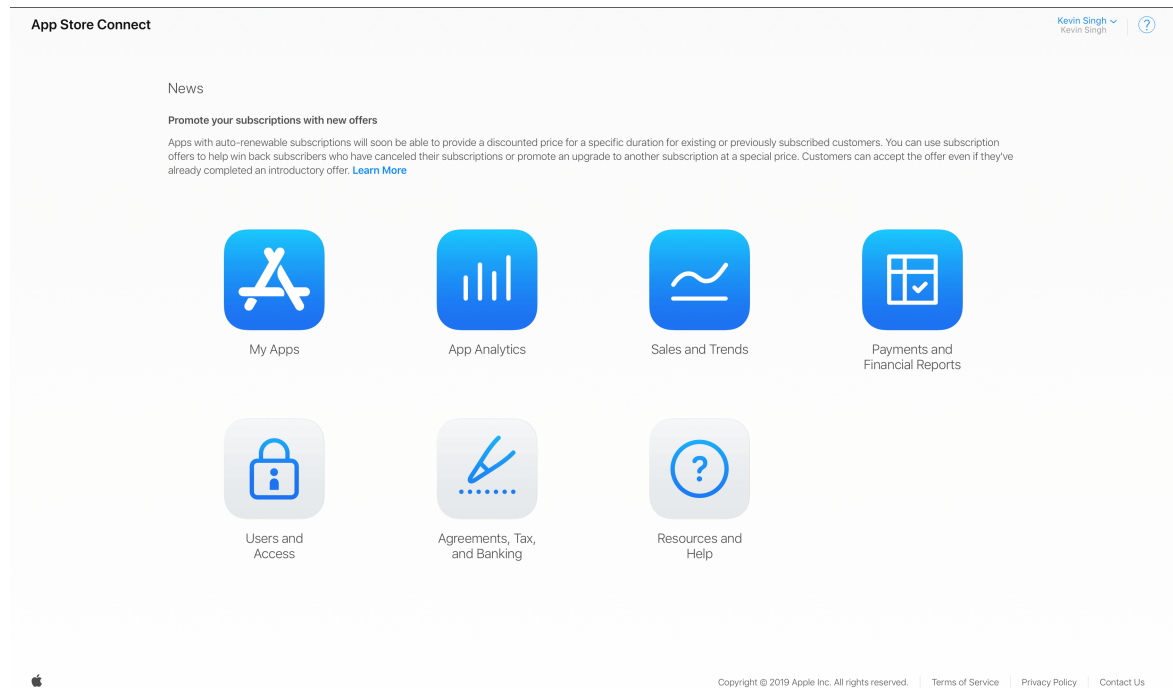 App Store Connect
Kevin Singh
Kevin Singh
?
News
Promote your subscriptions with new offers
Apps with auto-renewable subscriptions will soon be able to provide a discounted price for a specific duration for existing or previously subscribed customers. You can use subscription
offers to help win back subscribers who have canceled their subscriptions or promote an upgrade to another subscription at a special price. Customers can accept the offer even if they've
already completed an introductory offer. Learn More
My Apps
App Analytics
Sales and Trends
Payments and
Financial Reports
?
Users and
Access
Agreements, Tax,
and Banking
Resources and
Help
Copyright © 2019 Apple Inc. All rights reserved.
Terms of Service
Privacy Policy
Contact Us